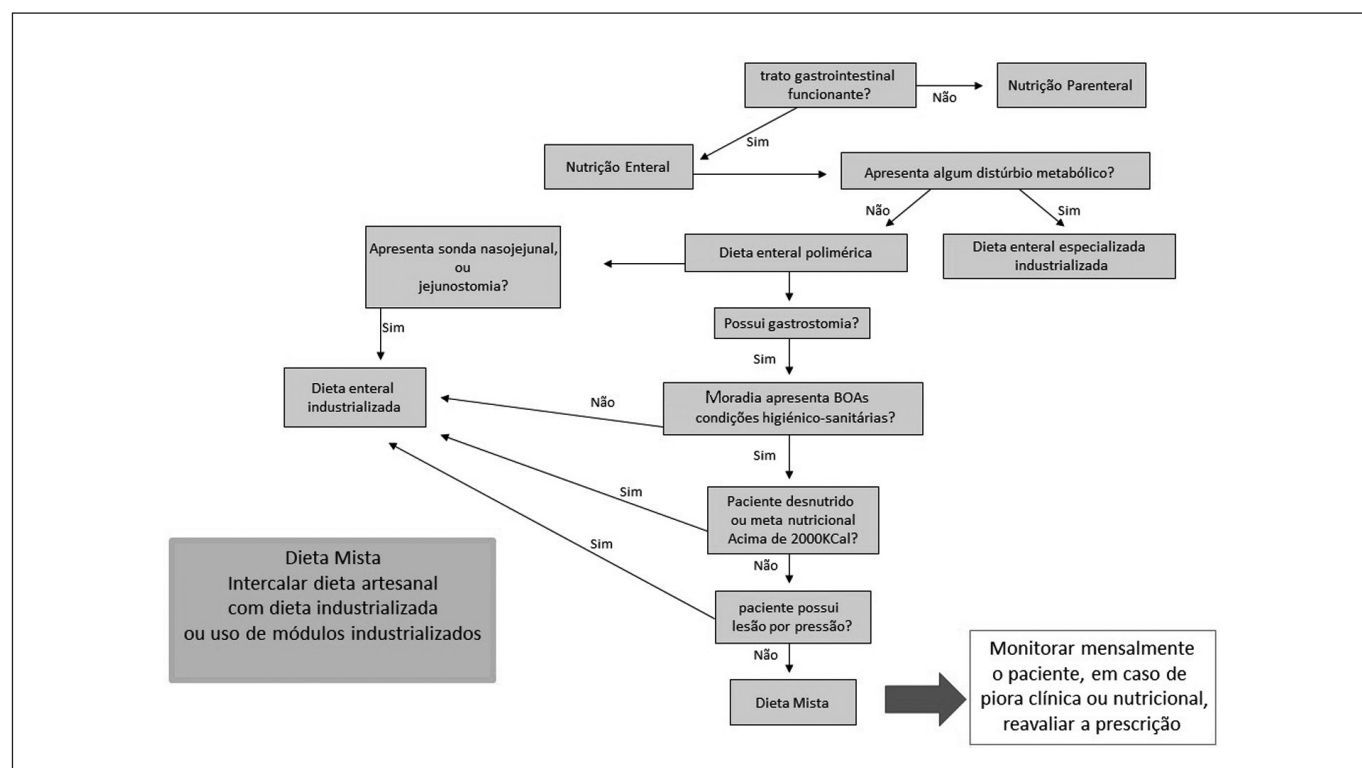 trato gastrointestinal
funcionante?
Não
Nutrição Parenteral
Sim
Nutrição Enteral
Apresenta algum distúrbio metabólico?
Não
Sim
Apresenta sonda nasojejunal,
ou
jejunostomia?
Dieta enteral polimérica
Dieta enteral especializada
industrializada
Sim
Possui gastrostomia?
Sim
Dieta enteral
industrializada
Não
Moradia apresenta BOAs
condições higiénico-sanitárias?
Sim
Sim
Paciente desnutrido
ou meta nutricional
Acima de 2000KCal?
Sim
Não
Dieta Mista
Intercalar dieta artesanal
com dieta industrializada
ou uso de módulos industrializados
paciente possui
lesão por pressão?
Não
Dieta Mista
Monitorar mensalmente
o paciente, em caso de
piora clínica ou nutricional,
reavaliar a prescrição